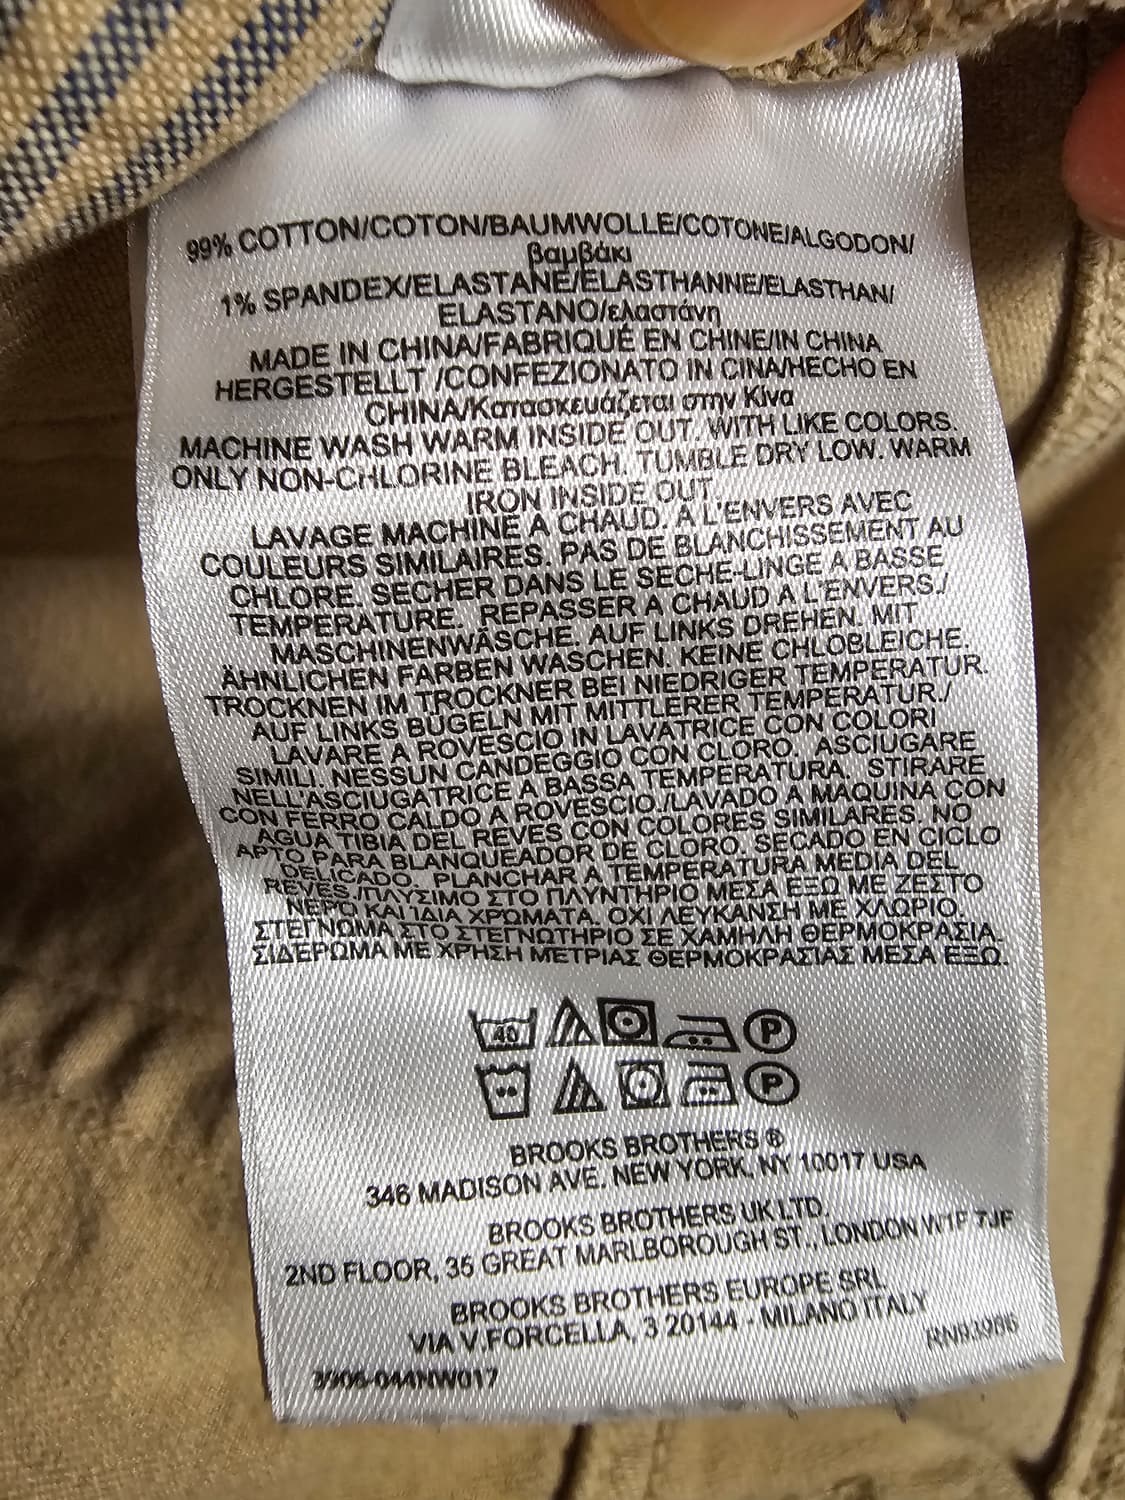 99% COTTON/COTON/BAUMWOLLE/COTONE/ALGODON/
βαμβάκι
1% SPANDEX/ELASTANE/ELASTHANNE/ELASTHAN/
ELASTANO/ελαστάνη
MADE IN CHINA/FABRIQUÉ EN CHINE/IN CHINA
HERGESTELLT /CONFEZIONATO IN CINA/HECHO EN
CHINA/Κατασκευάζεται στην Κίνα
MACHINE WASH WARM INSIDE OUT. WITH LIKE COLORS.
ONLY NON-CHLORINE BLEACH. TUMBLE DRY LOW. WARM
IRON INSIDE OUT.
LAVAGE MACHINE A CHAUD. A L'ENVERS AVEC
COULEURS SIMILAIRES. PAS DE BLANCHISSEMENT AU
CHLORE. SECHER DANS LE SECHE-LINGE A BASSE
TEMPERATURE. REPASSER A CHAUD A L'ENVERS./
MASCHINENWÄSCHE. AUF LINKS DREHEN. MIT
ÄHNLICHEN FARBEN WASCHEN. KEINE CHLOBLEICHE.
TROCKNEN IM TROCKNER BEI NIEDRIGER TEMPERATUR.
AUF LINKS BÜGELN MIT MITTLERER TEMPERATUR./
LAVARE A ROVESCIO IN LAVATRICE CON COLORI
SIMILI. NESSUN CANDEGGIO CON CLORO. ASCIUGARE
NELL'ASCIUGATRICE A BASSA TEMPERATURA. STIRARE
CON FERRO CALDO A ROVESCIO./LAVADO A MAQUINA CON
AGUA TIBIA DEL REVES CON COLORES SIMILARES. NO
APTO PARA BLANQUEADOR DE CLORO. SECADO EN CICLO
DELICADO. PLANCHAR A TEMPERATURA MEDIA DEL
REVES./ΠΛΥΣΙΜΟ ΣΤΟ ΠΛΥΝΤΗΡΙΟ ΜΕΣΑ ΕΞΩ ΜΕ ΖΕΣΤΟ
ΝΕΡΟ ΚΑΙ ΊΔΙΑ ΧΡΩΜΑΤΑ. ΟΧΙ ΛΕΥΚΑΝΣΗ ΜΕ ΧΛΩΡΙΟ.
ΣΤΕΓΝΩΜΑ ΣΤΟ ΣΤΕΓΝΩΤΗΡΙΟ ΣΕ ΧΑΜΗΛΗ ΘΕΡΜΟΚΡΑΣΙΑ.
ΣΙΔΕΡΩΜΑ ΜΕ ΧΡΗΣΗ ΜΕΤΡΙΑΣ ΘΕΡΜΟΚΡΑΣΙΑΣ ΜΕΣΑ ΕΞΩ.
40 P
P
BROOKS BROTHERS ®
346 MADISON AVE. NEW YORK, NY 10017 USA
BROOKS BROTHERS UK LTD.
2ND FLOOR, 35 GREAT MARLBOROUGH ST., LONDON W1F 7JF
BROOKS BROTHERS EUROPE SRL
VIA V.FORCELLA, 3 20144 - MILANO ITALY
RN93986
3906-044NW017